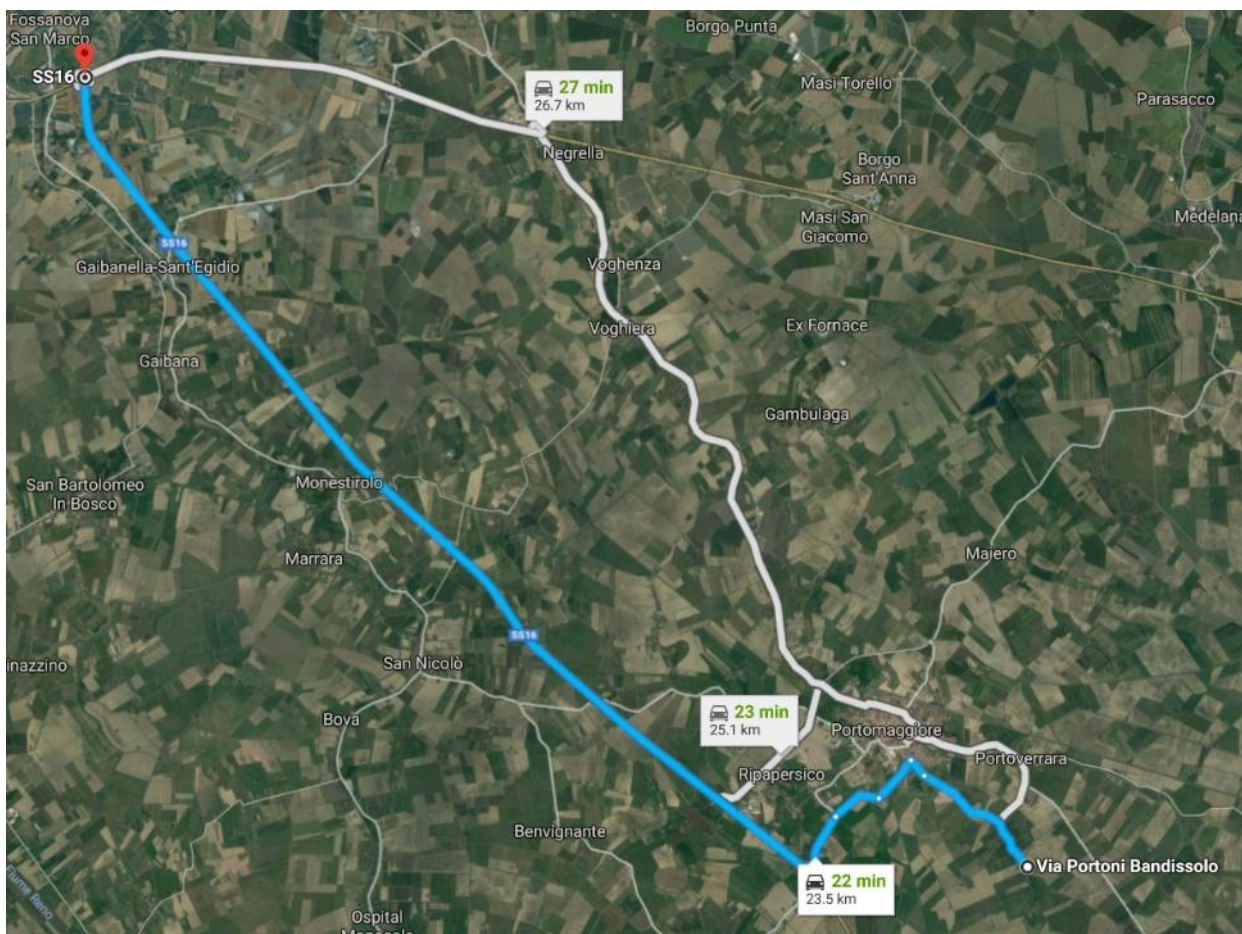 Fossanova
San Marco
Borgo Punta
SS16
27 min
26.7 km
Masi Torello
Parasacco
Negrella
Borgo
Sant'Anna
Masi San
Giacomo
Medelana
SS16
Gaibanella-Sant'Egidio
Voghenza
Voghiera
Ex Fornace
Gaibana
Gambulaga
San Bartolomeo
In Bosco
Monestirolo
Marrara
Maiero
SS16
San Nicolò
inazzino
Bova
23 min
25.1 km
Portomaggiore
Portoverrara
Ripapersico
Benvignante
Via Portoni Bandissolo
22 min
23.5 km
Fiume Reno
Ospital